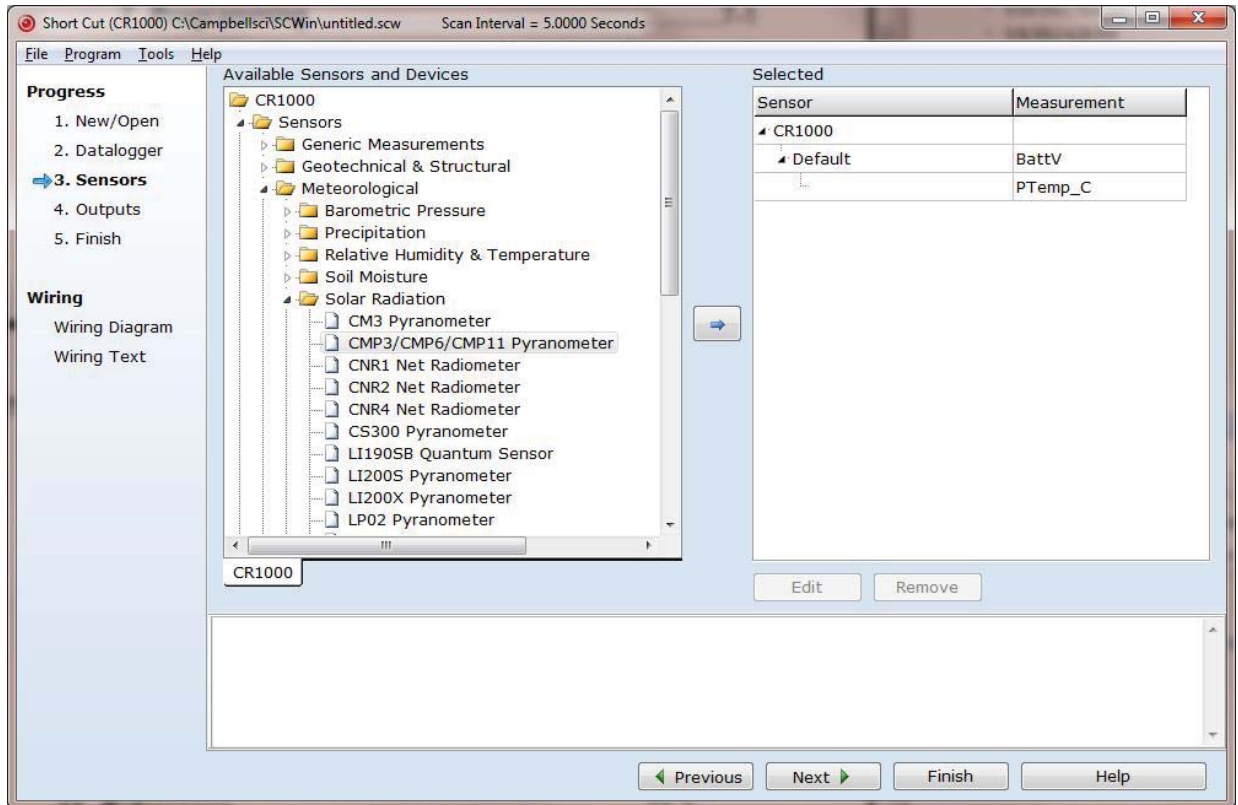 Short Cut (CR1000) C:\Campbellsci\SCWin\untitled.scw Scan Interval = 5.0000 Seconds
File Program Tools Help
Progress
1. New/Open
2. Datalogger
3. Sensors
4. Outputs
5. Finish
Wiring
Wiring Diagram
Wiring Text
Available Sensors and Devices
CR1000
Sensors
Generic Measurements
Geotechnical & Structural
Meteorological
Barometric Pressure
Precipitation
Relative Humidity & Temperature
Soil Moisture
Solar Radiation
CM3 Pyranometer
CMP3/CMP6/CMP11 Pyranometer
CNR1 Net Radiometer
CNR2 Net Radiometer
CNR4 Net Radiometer
CS300 Pyranometer
LI190SB Quantum Sensor
LI200S Pyranometer
LI200X Pyranometer
LP02 Pyranometer
CR1000
Selected
Sensor Measurement
CR1000
Default BattV
PTemp_C
Edit Remove
Previous Next Finish Help